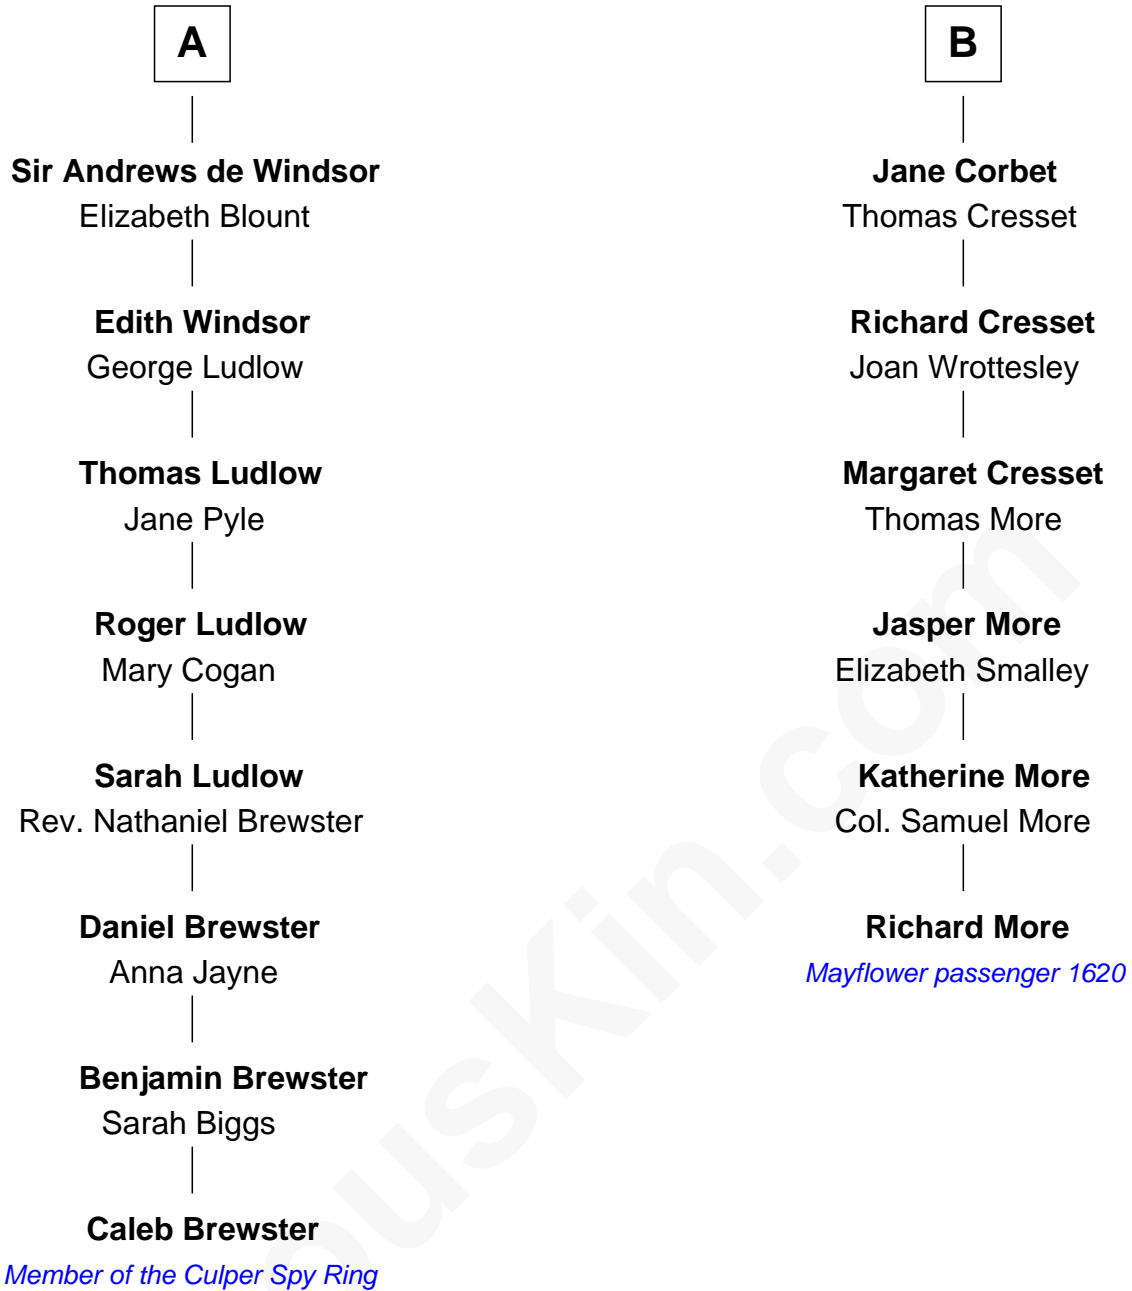 A
Sir Andrews de Windsor
Elizabeth Blount
Edith Windsor
George Ludlow
Thomas Ludlow
Jane Pyle
Roger Ludlow
Mary Cogan
Sarah Ludlow
Rev. Nathaniel Brewster
Daniel Brewster
Anna Jayne
Benjamin Brewster
Sarah Biggs
Caleb Brewster
Member of the Culper Spy Ring
B
Jane Corbet
Thomas Cresset
Richard Cresset
Joan Wrottesley
Margaret Cresset
Thomas More
Jasper More
Elizabeth Smalley
Katherine More
Col. Samuel More
Richard More
Mayflower passenger 1620
ousKin.com